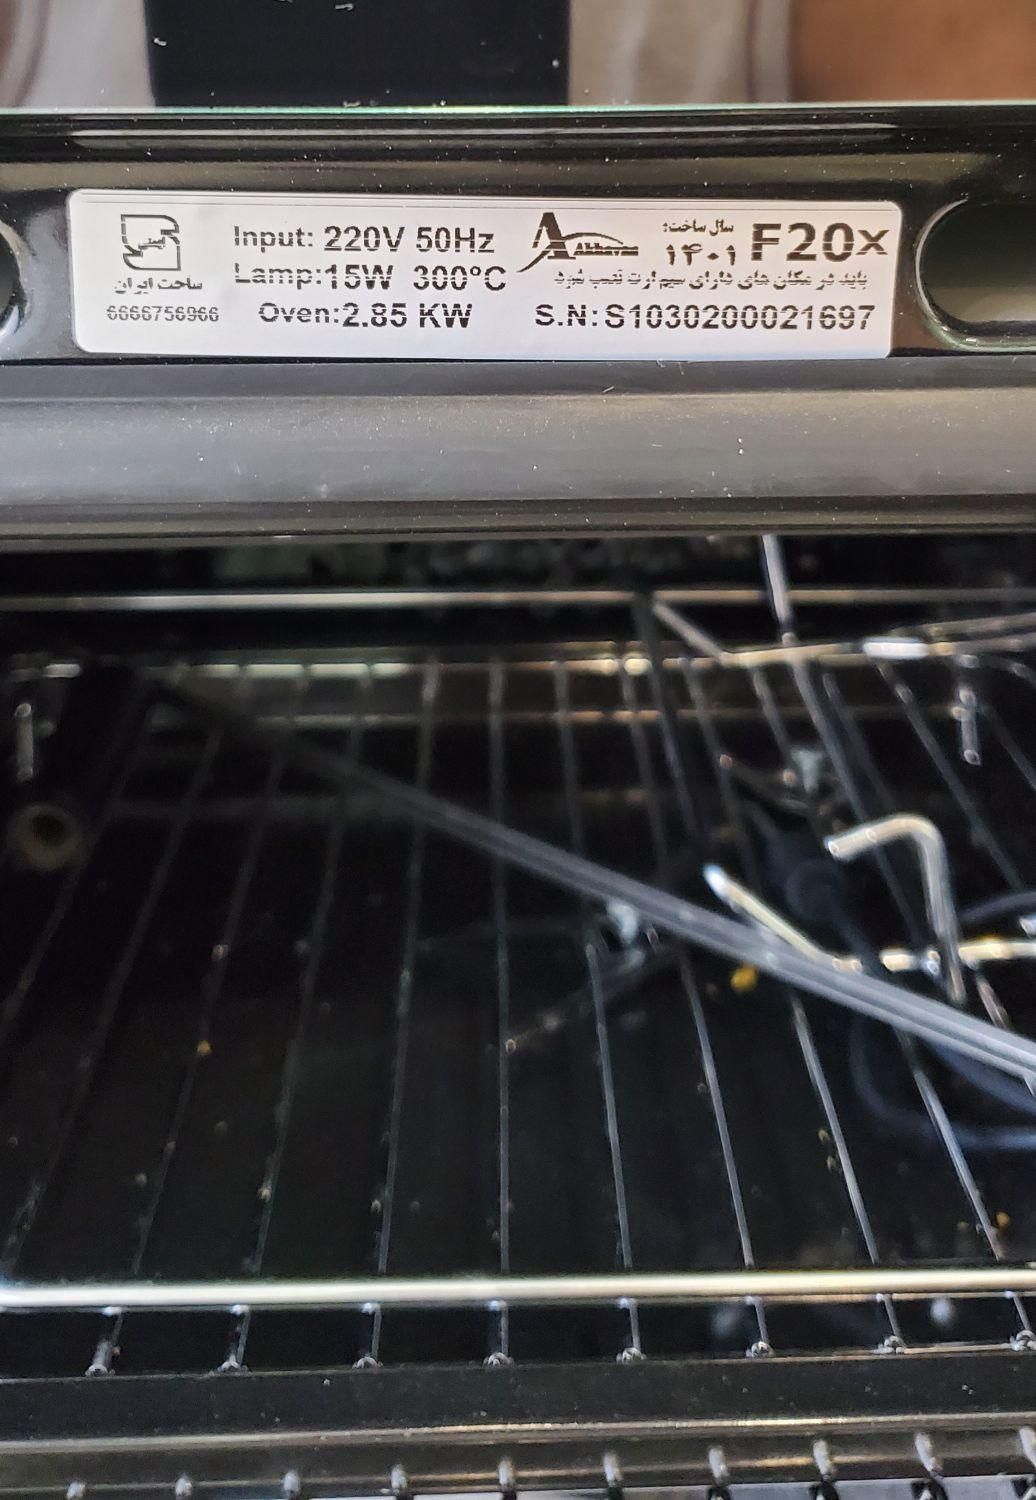 Input: 220V 50Hz
Lamp:15W 300°C
Oven:2.85 KW
ساخت ایران
6666756966
سال ساخت:
۱۴۰۱
F20x
باید در مکان های دارای سیم ارت نصب شود
S.N:S1030200021697